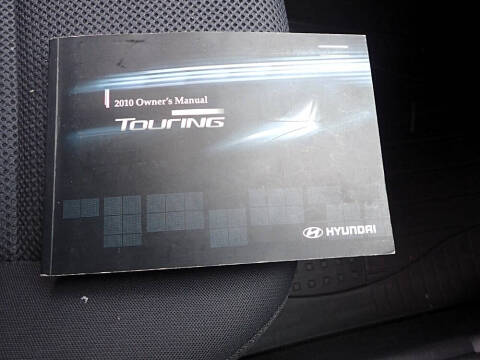 2010 Owner's Manual
TOURING
HYUNDAI